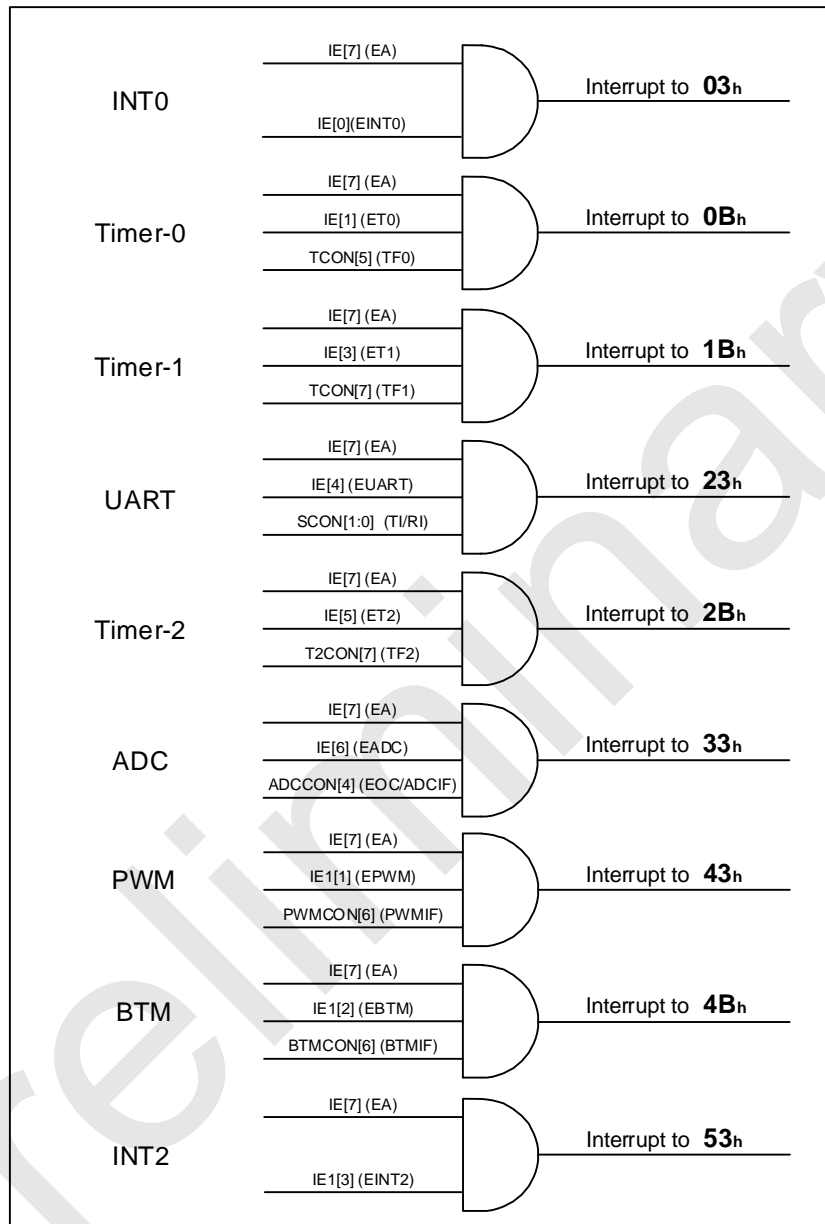 IE[7] (EA)
INT0
Interrupt to 03h
IE[0](EINT0)
IE[7] (EA)
Timer-0
IE[1] (ET0)
Interrupt to 0Bh
TCON[5] (TF0)
IE[7] (EA)
Timer-1
IE[3] (ET1)
Interrupt to 1Bh
TCON[7] (TF1)
IE[7] (EA)
UART
IE[4] (EUART)
Interrupt to 23h
SCON[1:0] (TI/RI)
IE[7] (EA)
Timer-2
IE[5] (ET2)
Interrupt to 2Bh
T2CON[7] (TF2)
IE[7] (EA)
ADC
IE[6] (EADC)
Interrupt to 33h
ADCCON[4] (EOC/ADCIF)
IE[7] (EA)
PWM
IE1[1] (EPWM)
Interrupt to 43h
PWMCON[6] (PWMIF)
IE[7] (EA)
BTM
IE1[2] (EBTM)
Interrupt to 4Bh
BTMCON[6] (BTMIF)
IE[7] (EA)
INT2
Interrupt to 53h
IE1[3] (EINT2)
reliminar